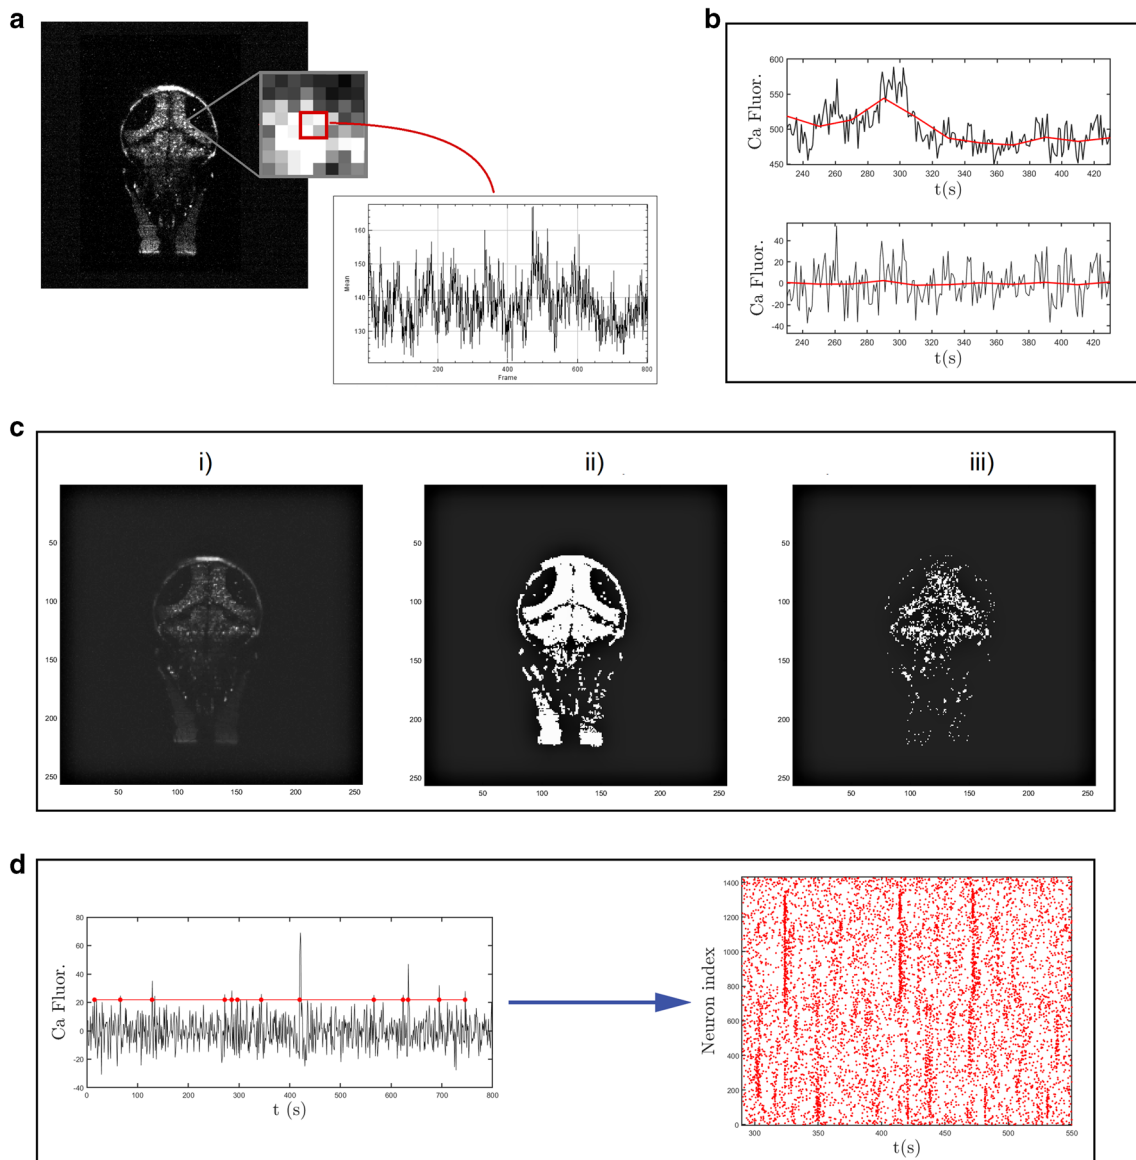 a
160
150
140
130
Mean
200
400
600
800
Frame
b
600
550
500
450
Ca Fluor.
240 260 280 300 320 340 360 380 400 420
t(s)
40
20
0
-20
-40
Ca Fluor.
240 260 280 300 320 340 360 380 400 420
t(s)
c
i)
ii)
iii)
50
100
150
200
250
50 100 150 200 250
50
100
150
200
250
50 100 150 200 250
50
100
150
200
250
50 100 150 200 250
d
80
60
40
20
0
-20
-40
Ca Fluor.
0 100 200 300 400 500 600 700 800
t (s)
1400
1200
1000
800
600
400
200
0
Neuron index
300 350 400 450 500 550
t(s)